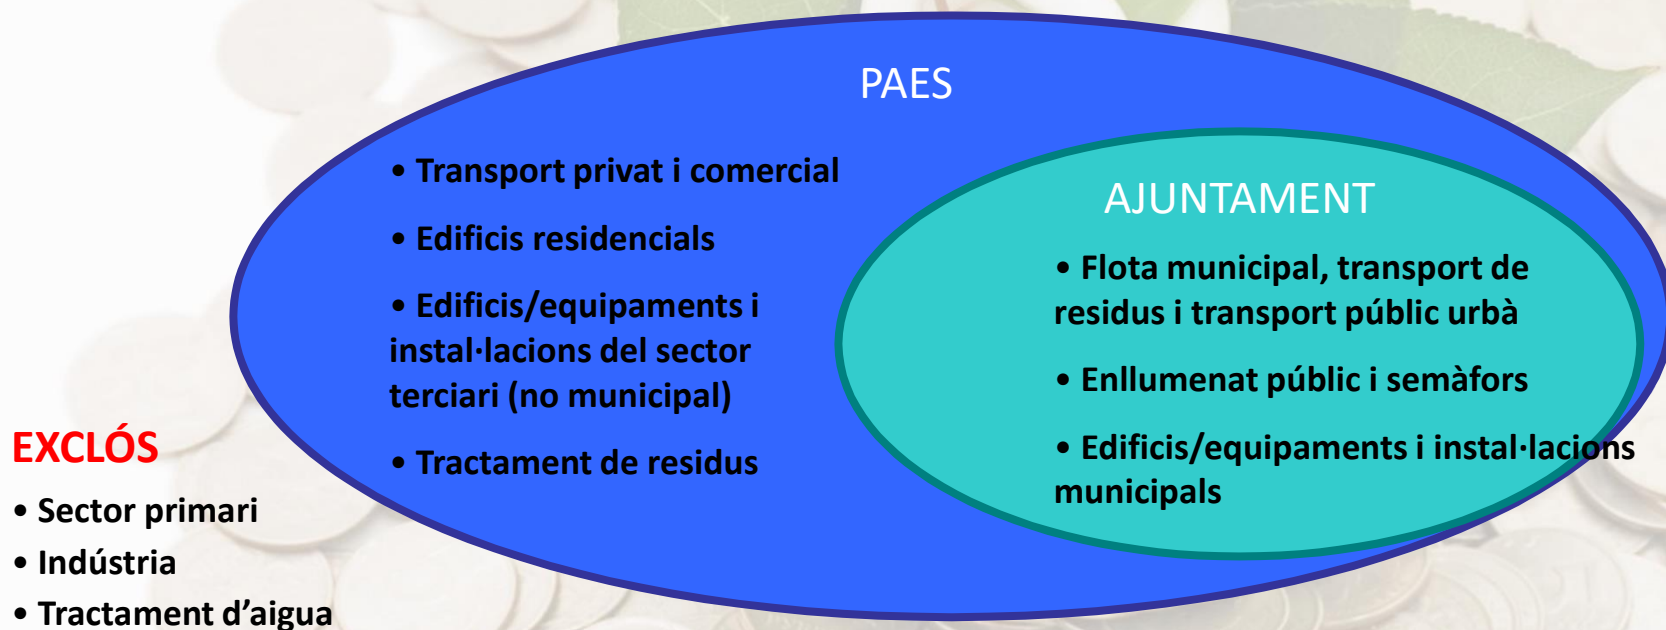 PAES
• Transport privat i comercial
• Edificis residencials
• Edificis/equipaments i
instal·lacions del sector
terciari (no municipal)
• Tractament de residus
AJUNTAMENT
• Flota municipal, transport de
residus i transport públic urbà
• Enllumenat públic i semàfors
• Edificis/equipaments i instal·lacions
municipals
EXCLÓS
• Sector primari
• Indústria
• Tractament d’aigua